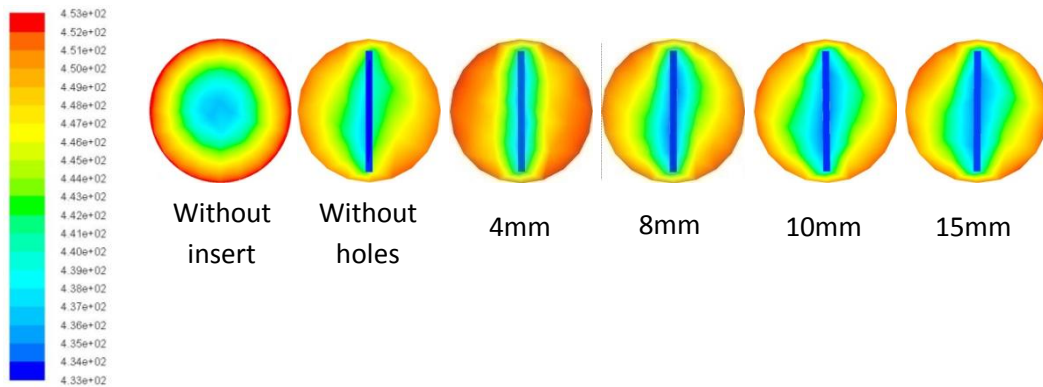 4.53e+02
4.52e+02
4.51e+02
4.50e+02
4.49e+02
4.48e+02
4.47e+02
4.46e+02
4.45e+02
4.44e+02
4.43e+02
4.42e+02
4.41e+02
4.40e+02
4.39e+02
4.38e+02
4.37e+02
4.36e+02
4.35e+02
4.34e+02
4.33e+02
Without
insert
Without
holes
4mm
8mm
10mm
15mm